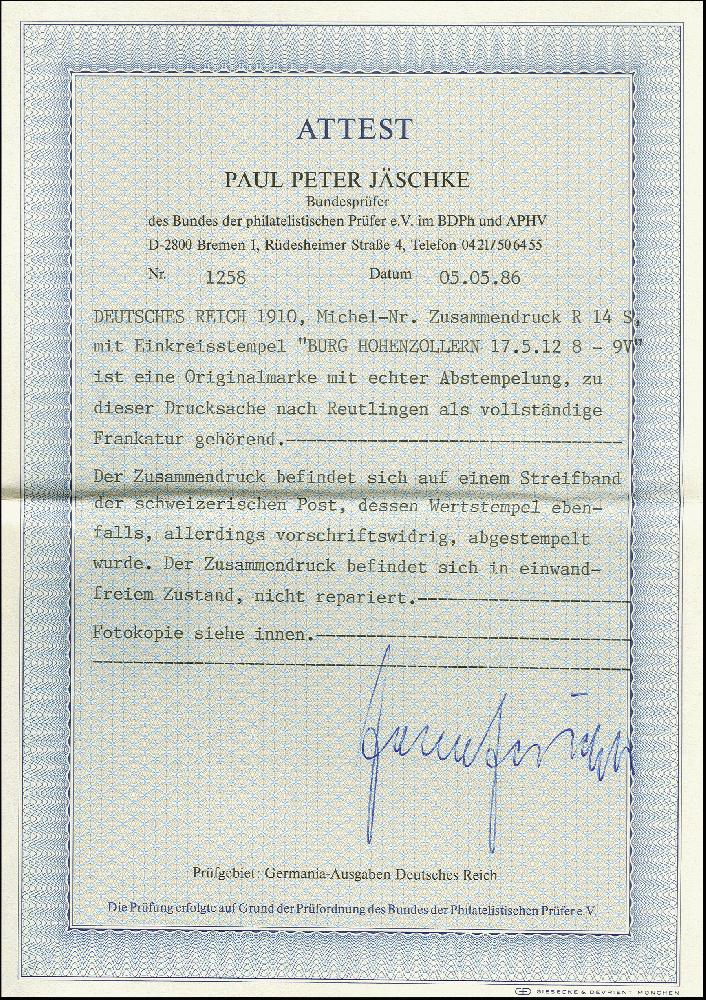 ATTEST
PAUL PETER JÄSCHKE
Bundesprüfer
des Bundes der philatelistischen Prüfer e.V. im BDPh und APHV
D-2800 Bremen 1, Rüdesheimer Straße 4, Telefon 0421/506455
Nr. 1258 Datum 05.05.86
DEUTSCHES REICH 1910, Michel-Nr. Zusammendruck R 14 S,
mit Einkreisstempel "BURG HOHENZOLLERN 17.5.12 8 - 9V"
ist eine Originalmarke mit echter Abstempelung, zu
dieser Drucksache nach Reutlingen als vollständige
Frankatur gehörend.
Der Zusammendruck befindet sich auf einem Streifband
der schweizerischen Post, dessen Wertstempel eben-
falls, allerdings vorschriftswidrig, abgestempelt
wurde. Der Zusammendruck befindet sich in einwand-
freiem Zustand, nicht repariert.
Fotokopie siehe innen.
Prüfgebiet: Germania-Ausgaben Deutsches Reich
Die Prüfung erfolgte auf Grund der Prüfordnung des Bundes der Philatelistischen Prüfer e.V.
GIESECKE & DEVRIENT MÜNCHEN